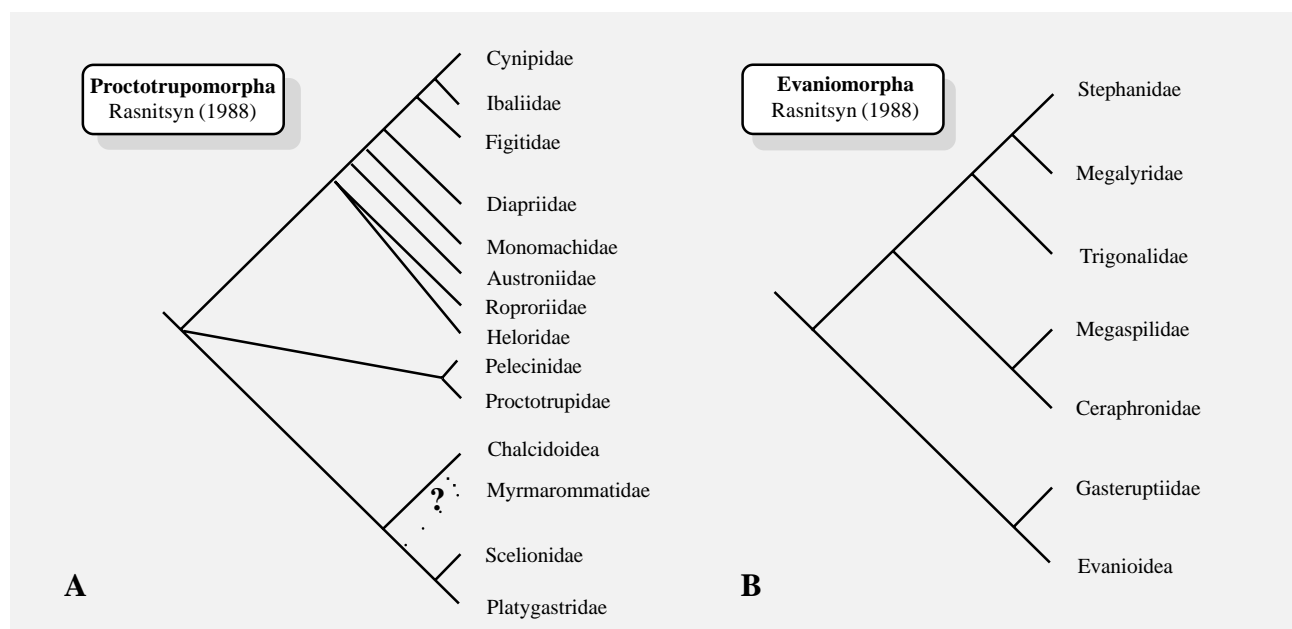 Proctotrupomorpha
Rasnitsyn (1988)
Cynipidae
Ibaliidae
Figitidae
Diapriidae
Monomachidae
Austroniidae
Roproriidae
Heloridae
Pelecinidae
Proctotrupidae
Chalcidoidea
?
Myrmarommatidae
Scelionidae
Platygastridae
A
Evaniomorpha
Rasnitsyn (1988)
Stephanidae
Megalyridae
Trigonalidae
Megaspilidae
Ceraphronidae
Gasteruptiidae
Evanioidea
B